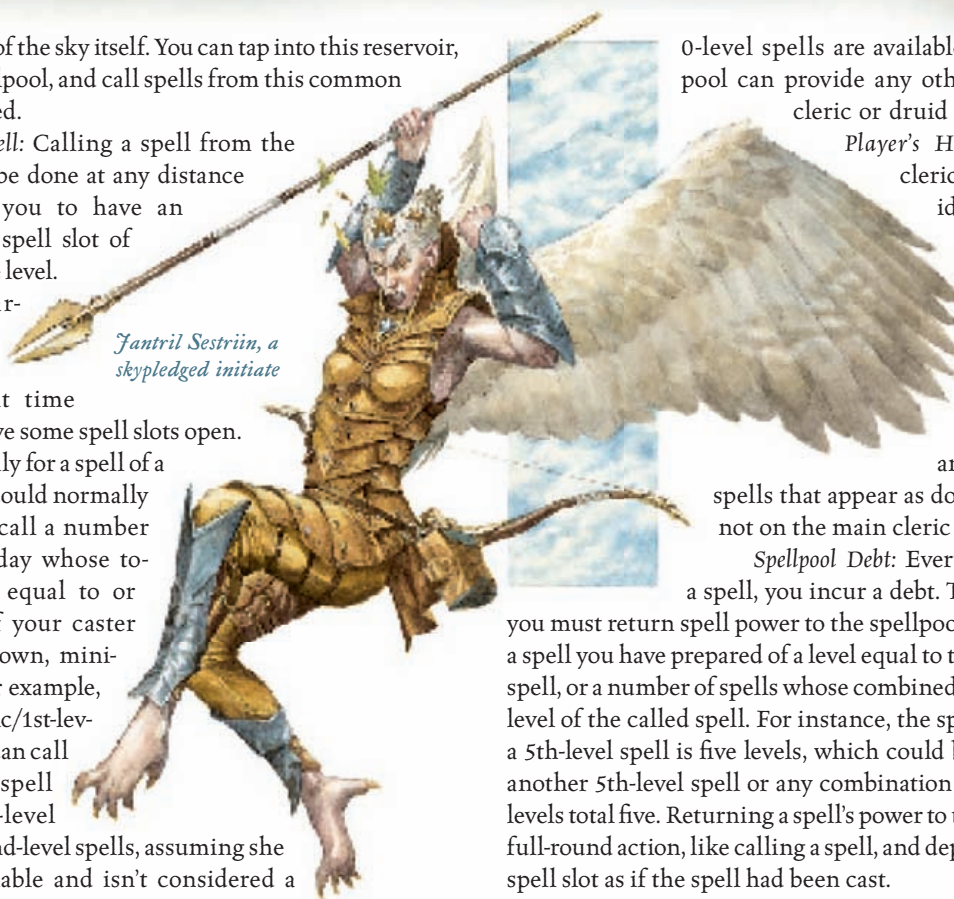 of the sky itself. You can tap into this reservoir,
lpool, and call spells from this common
ed.
ell: Calling a spell from the
be done at any distance
you to have an
spell slot of
level.
r-
t time
ve some spell slots open.
ly for a spell of a
ould normally
call a number
day whose to-
equal to or
f your caster
own, mini-
r example,
ic/1st-lev-
an call
spell
-level
nd-level spells, assuming she
able and isn't considered a
Jantril Sestriin, a
skypledged initiate
0-level spells are availabl
pool can provide any oth
cleric or druid
Player's H
cleric
id
an
spells that appear as do
not on the main cleric
Spellpool Debt: Ever
a spell, you incur a debt. T
you must return spell power to the spellpoo
a spell you have prepared of a level equal to t
spell, or a number of spells whose combined
level of the called spell. For instance, the sp
a 5th-level spell is five levels, which could b
another 5th-level spell or any combination
levels total five. Returning a spell's power to t
full-round action, like calling a spell, and dep
spell slot as if the spell had been cast.